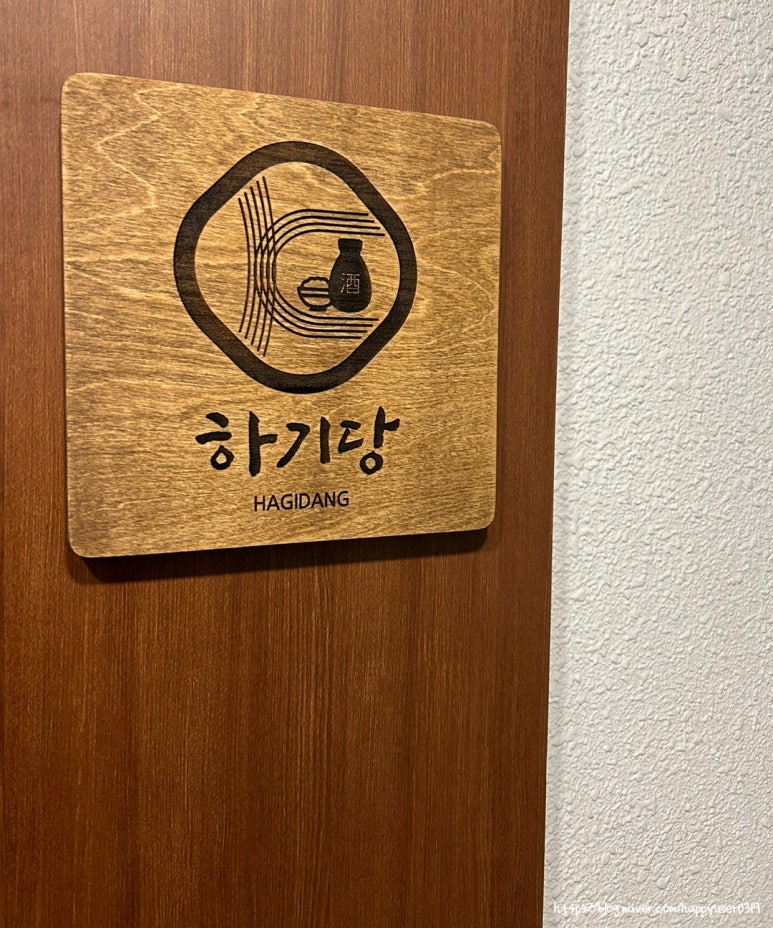 酒
하기당
HAGIDANG
https://blog.naver.com/happyuser0319